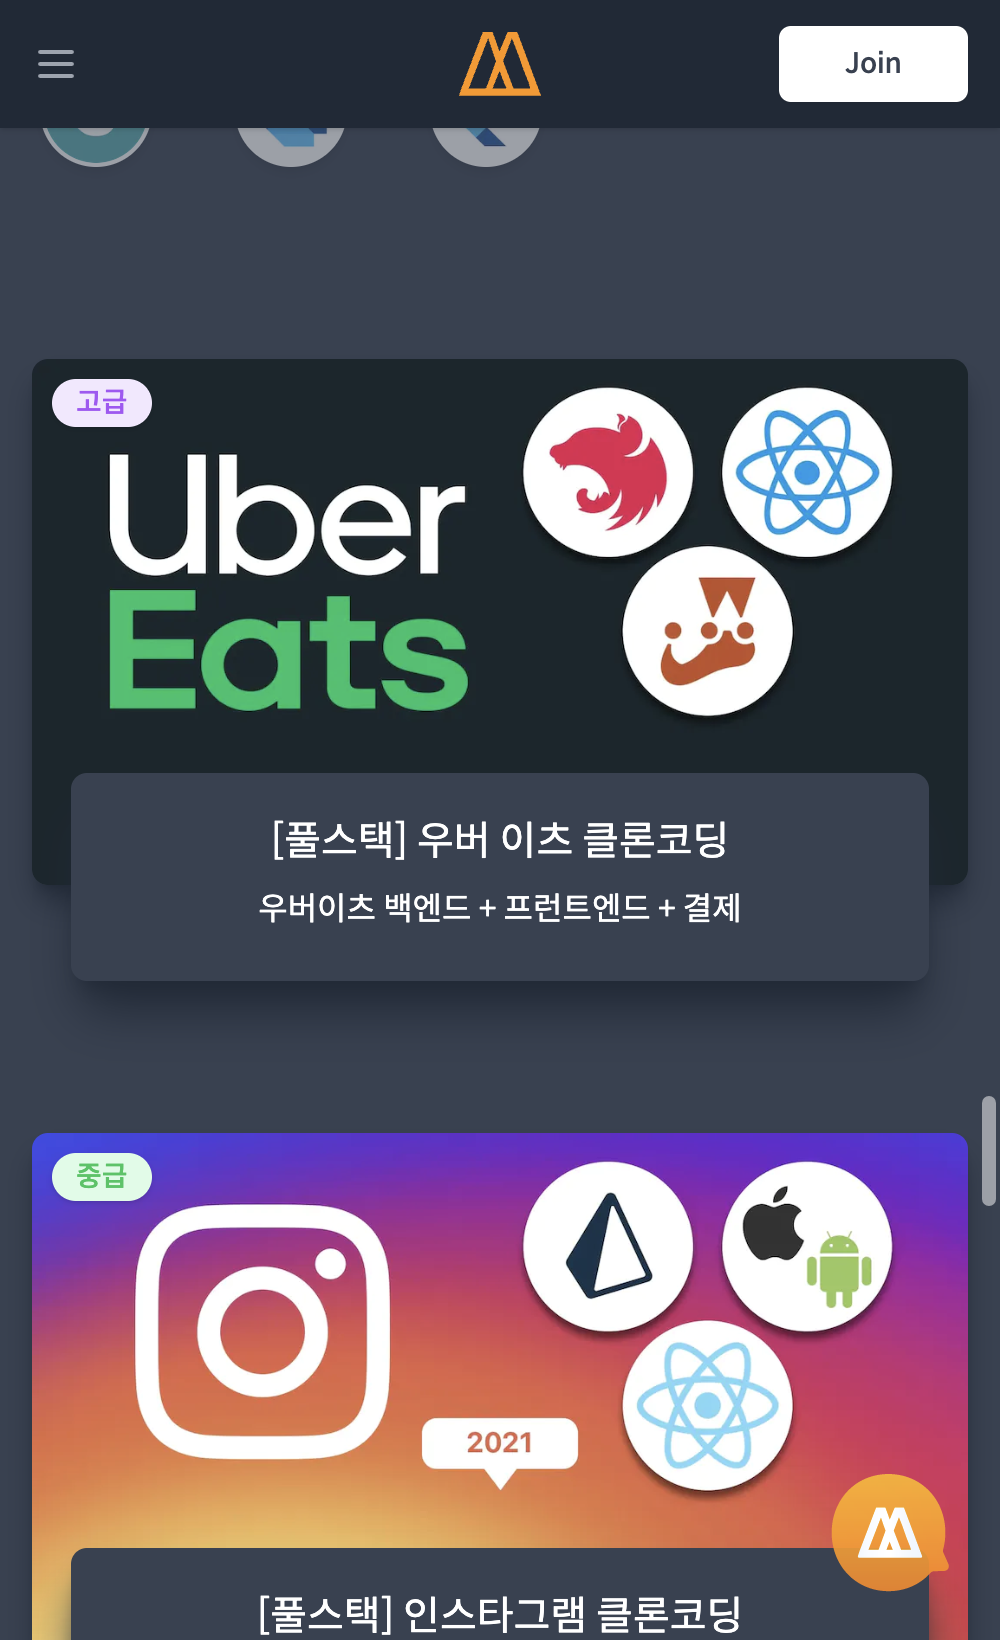 Join
고급
Uber
Eats
[풀스택] 우버 이츠 클론코딩
우버이츠 백엔드 + 프런트엔드 + 결제
중급
2021
[풀스택] 인스타그램 클론코딩